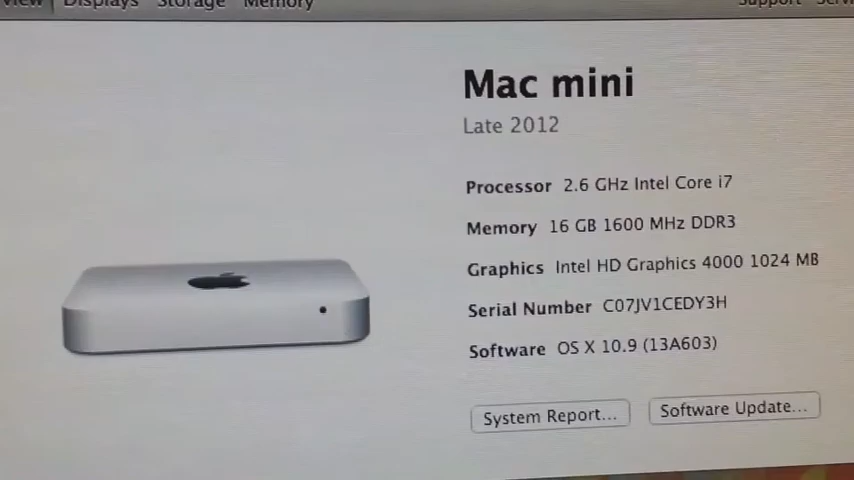 View Displays Storage Memory Support
Mac mini
Late 2012
Processor 2.6 GHz Intel Core i7
Memory 16 GB 1600 MHz DDR3
Graphics Intel HD Graphics 4000 1024 MB
Serial Number C07JV1CEDY3H
Software OS X 10.9 (13A603)
System Report...
Software Update...